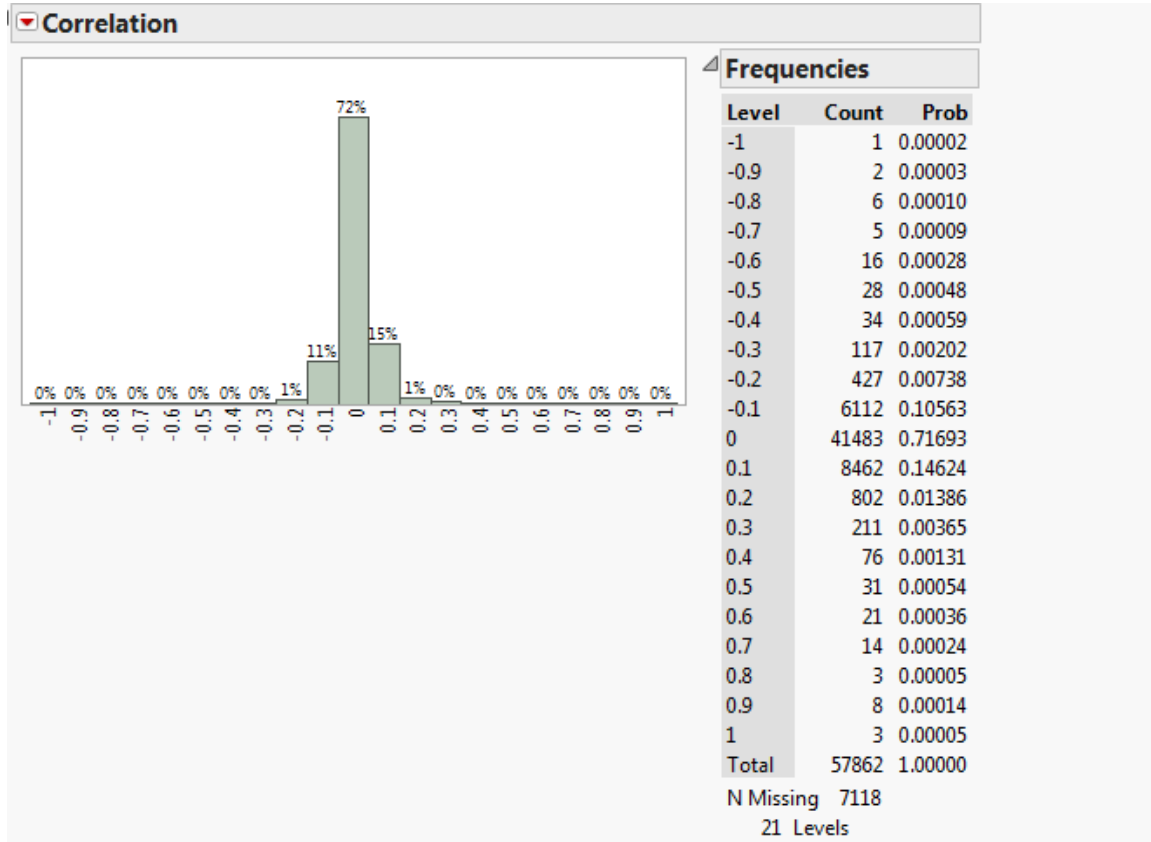 Correlation
72%
15%
11%
0% 0% 0% 0% 0% 0% 0% 0% 1% 1% 0% 0% 0% 0% 0% 0% 0% 0%
-1 -0.9 -0.8 -0.7 -0.6 -0.5 -0.4 -0.3 -0.2 -0.1 0 0.1 0.2 0.3 0.4 0.5 0.6 0.7 0.8 0.9 1
Frequencies
Level Count Prob
-1 1 0.00002
-0.9 2 0.00003
-0.8 6 0.00010
-0.7 5 0.00009
-0.6 16 0.00028
-0.5 28 0.00048
-0.4 34 0.00059
-0.3 117 0.00202
-0.2 427 0.00738
-0.1 6112 0.10563
0 41483 0.71693
0.1 8462 0.14624
0.2 802 0.01386
0.3 211 0.00365
0.4 76 0.00131
0.5 31 0.00054
0.6 21 0.00036
0.7 14 0.00024
0.8 3 0.00005
0.9 8 0.00014
1 3 0.00005
Total 57862 1.00000
N Missing 7118
21 Levels